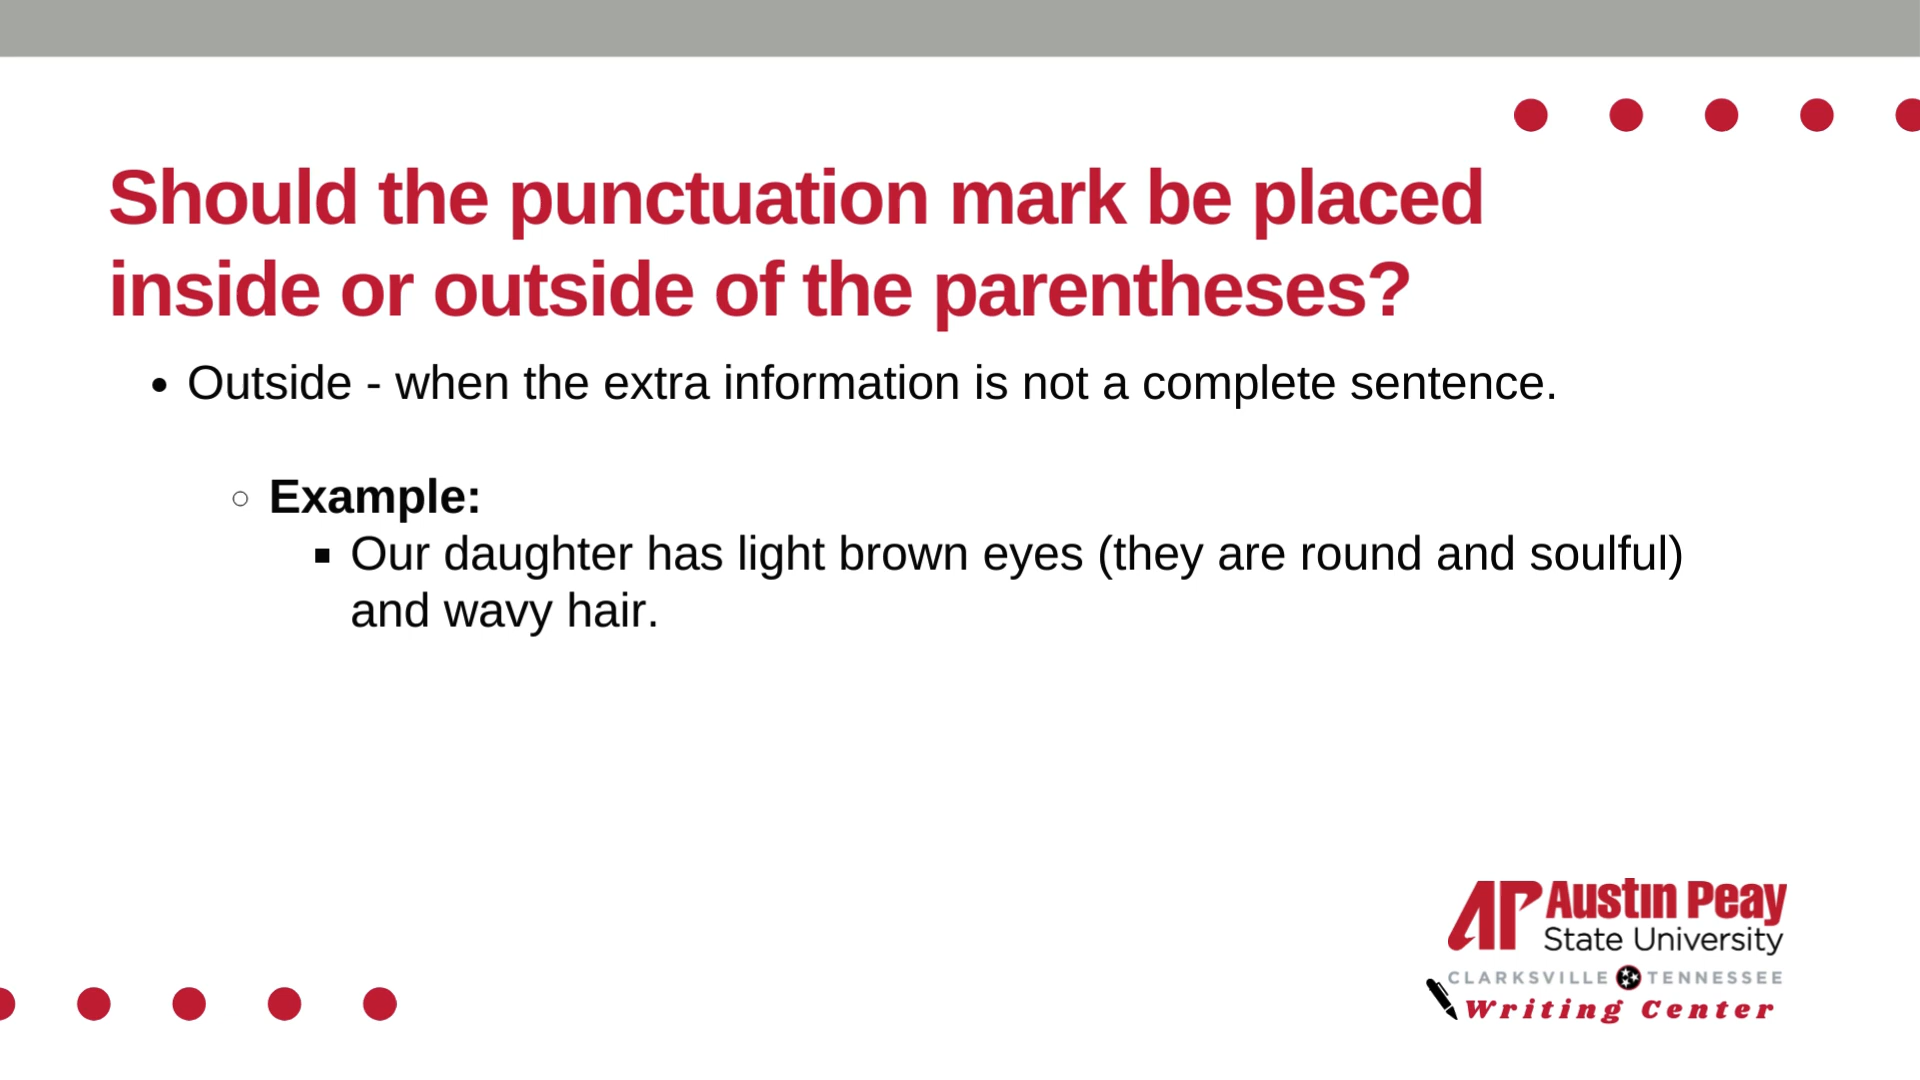 Should the punctuation mark be placed
inside or outside of the parentheses?
• Outside - when the extra information is not a complete sentence.
○ Example:
▪ Our daughter has light brown eyes (they are round and soulful)
and wavy hair.
AP Austin Peay
State University
CLARKSVILLE TENNESSEE
Writing Center